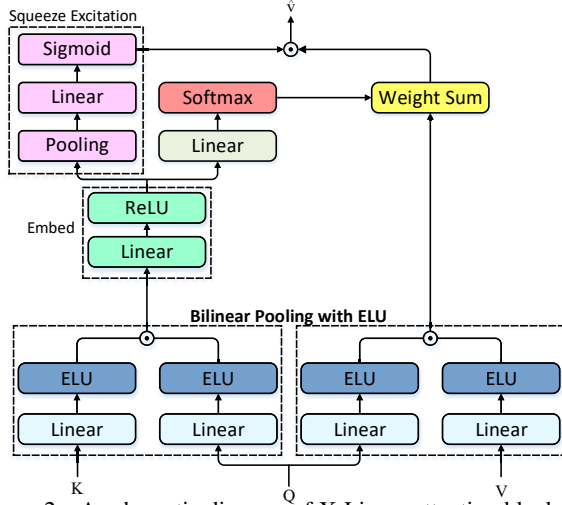 v̂
Squeeze Excitation
Sigmoid
Linear
Softmax
Weight Sum
Pooling
Linear
ReLU
Embed
Linear
Bilinear Pooling with ELU
ELU
ELU
ELU
ELU
Linear
Linear
Linear
Linear
K
Q
V